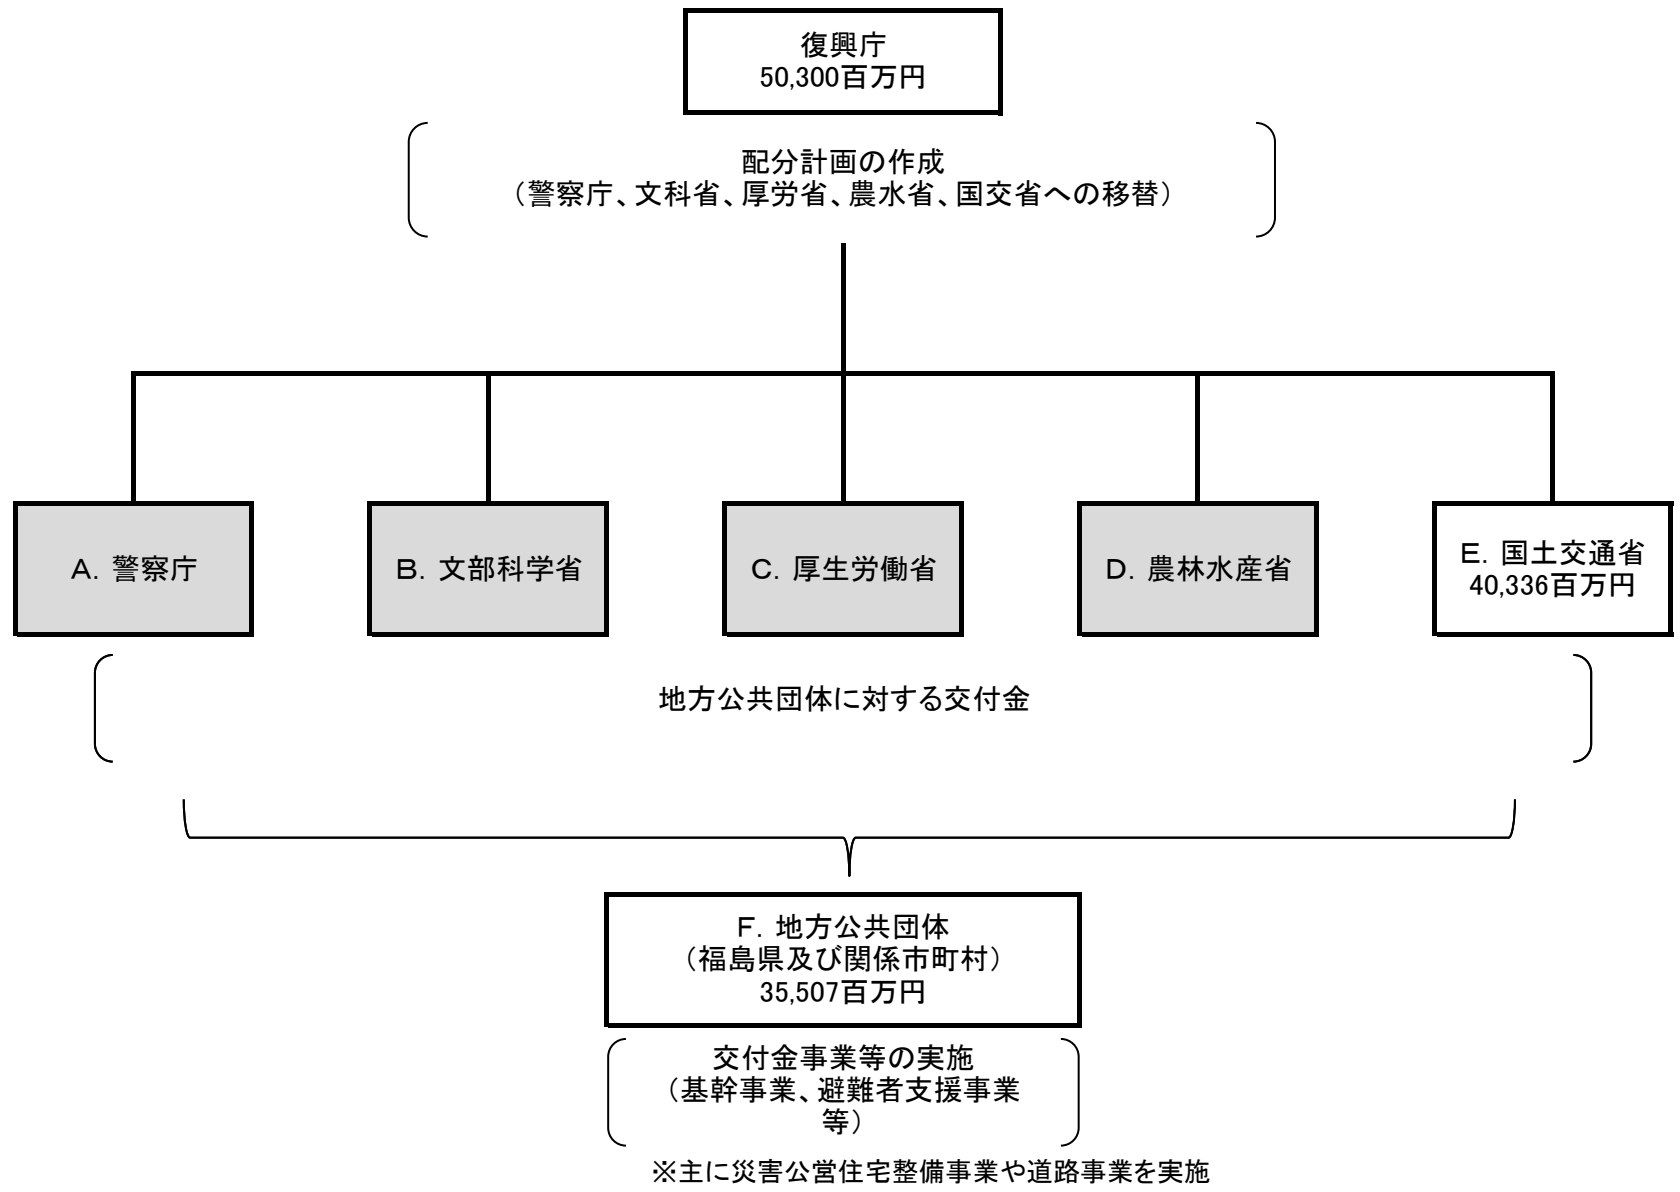 復興庁
50,300百万円
配分計画の作成
（警察庁、文科省、厚労省、農水省、国交省への移替）
A．警察庁
B．文部科学省
C．厚生労働省
D．農林水産省
E．国土交通省
40,336百万円
地方公共団体に対する交付金
F．地方公共団体
（福島県及び関係市町村）
35,507百万円
交付金事業等の実施
（基幹事業、避難者支援事業
等）
※主に災害公営住宅整備事業や道路事業を実施